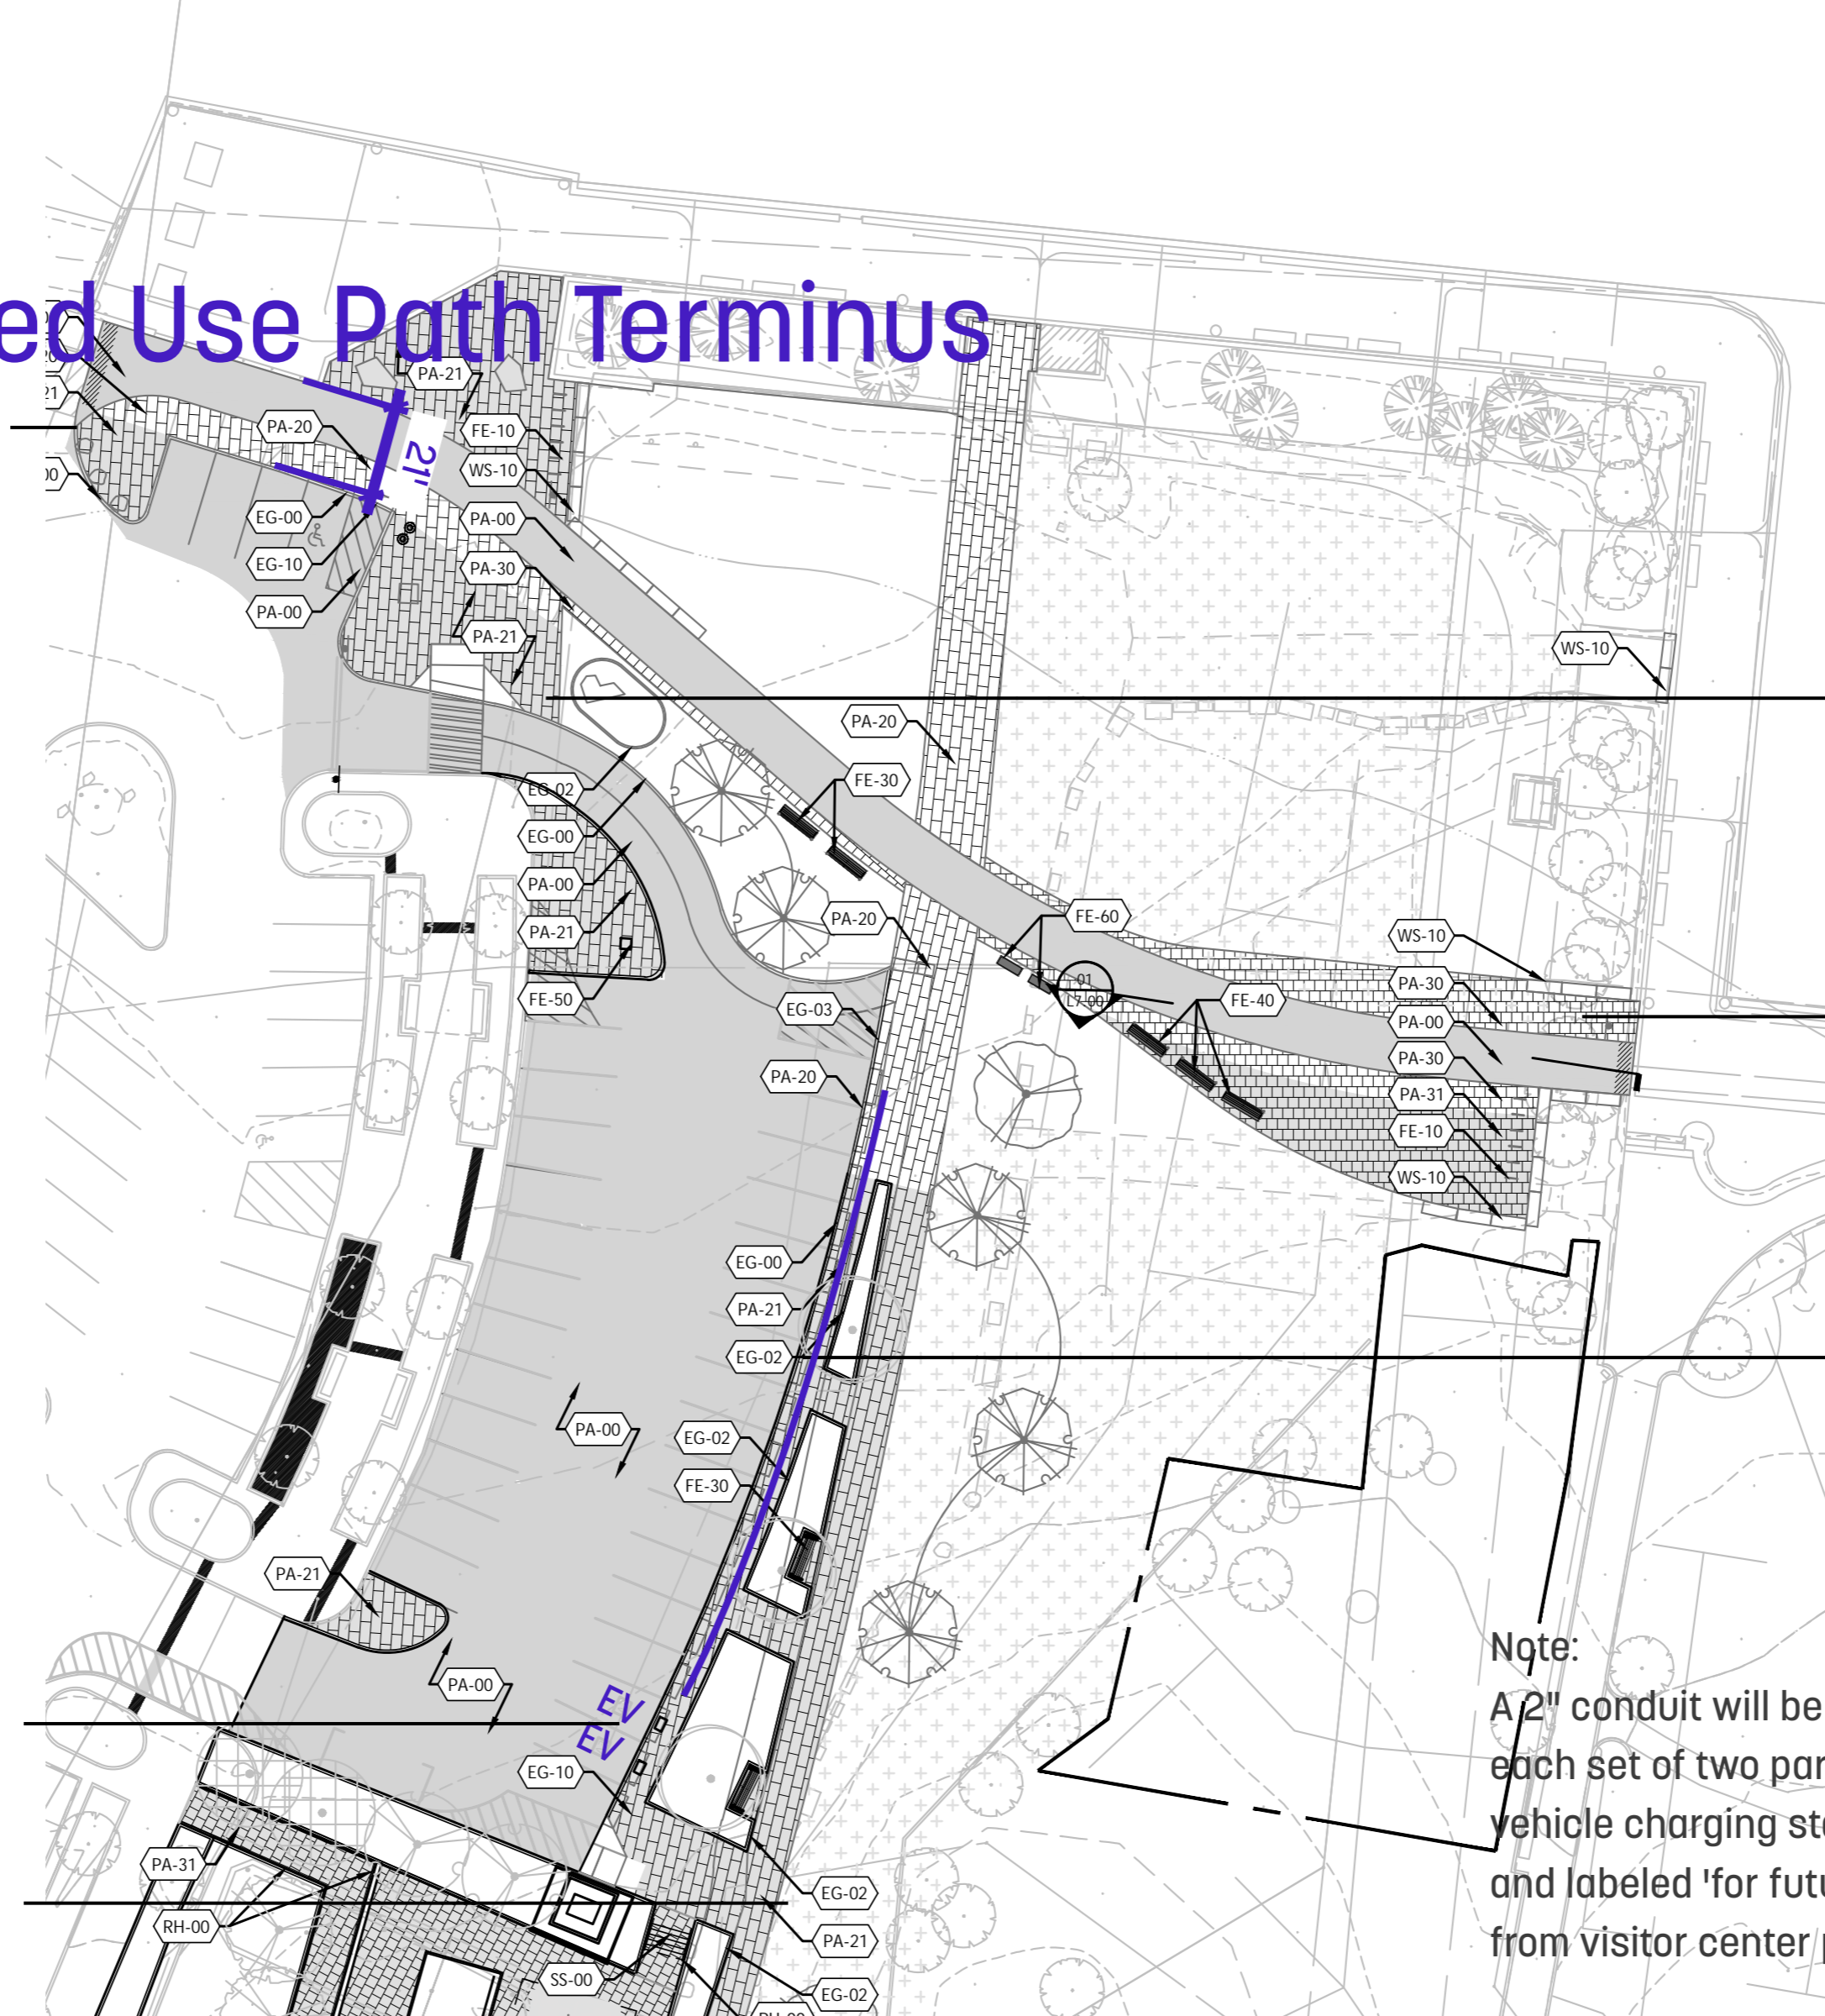 ed Use Path Terminus
PA-21
PA-20
FE-10
21"
WS-10
EG-00
PA-00
EG-10
PA-30
PA-00
PA-21
WS-10
PA-20
FE-30
EG-02
EG-00
PA-00
PA-20
FE-60
PA-21
WS-10
PA-30
FE-50
EG-03
01
L7-00
FE-40
PA-00
PA-30
PA-20
PA-31
FE-10
WS-10
EG-00
PA-21
EG-02
PA-00
EG-02
FE-30
PA-21
PA-00
EV
EV
EG-10
Note:
A 2" conduit will be
each set of two par
vehicle charging sta
and labeled 'for futu
from visitor center p
PA-31
EG-02
RH-00
PA-21
SS-00
EG-02